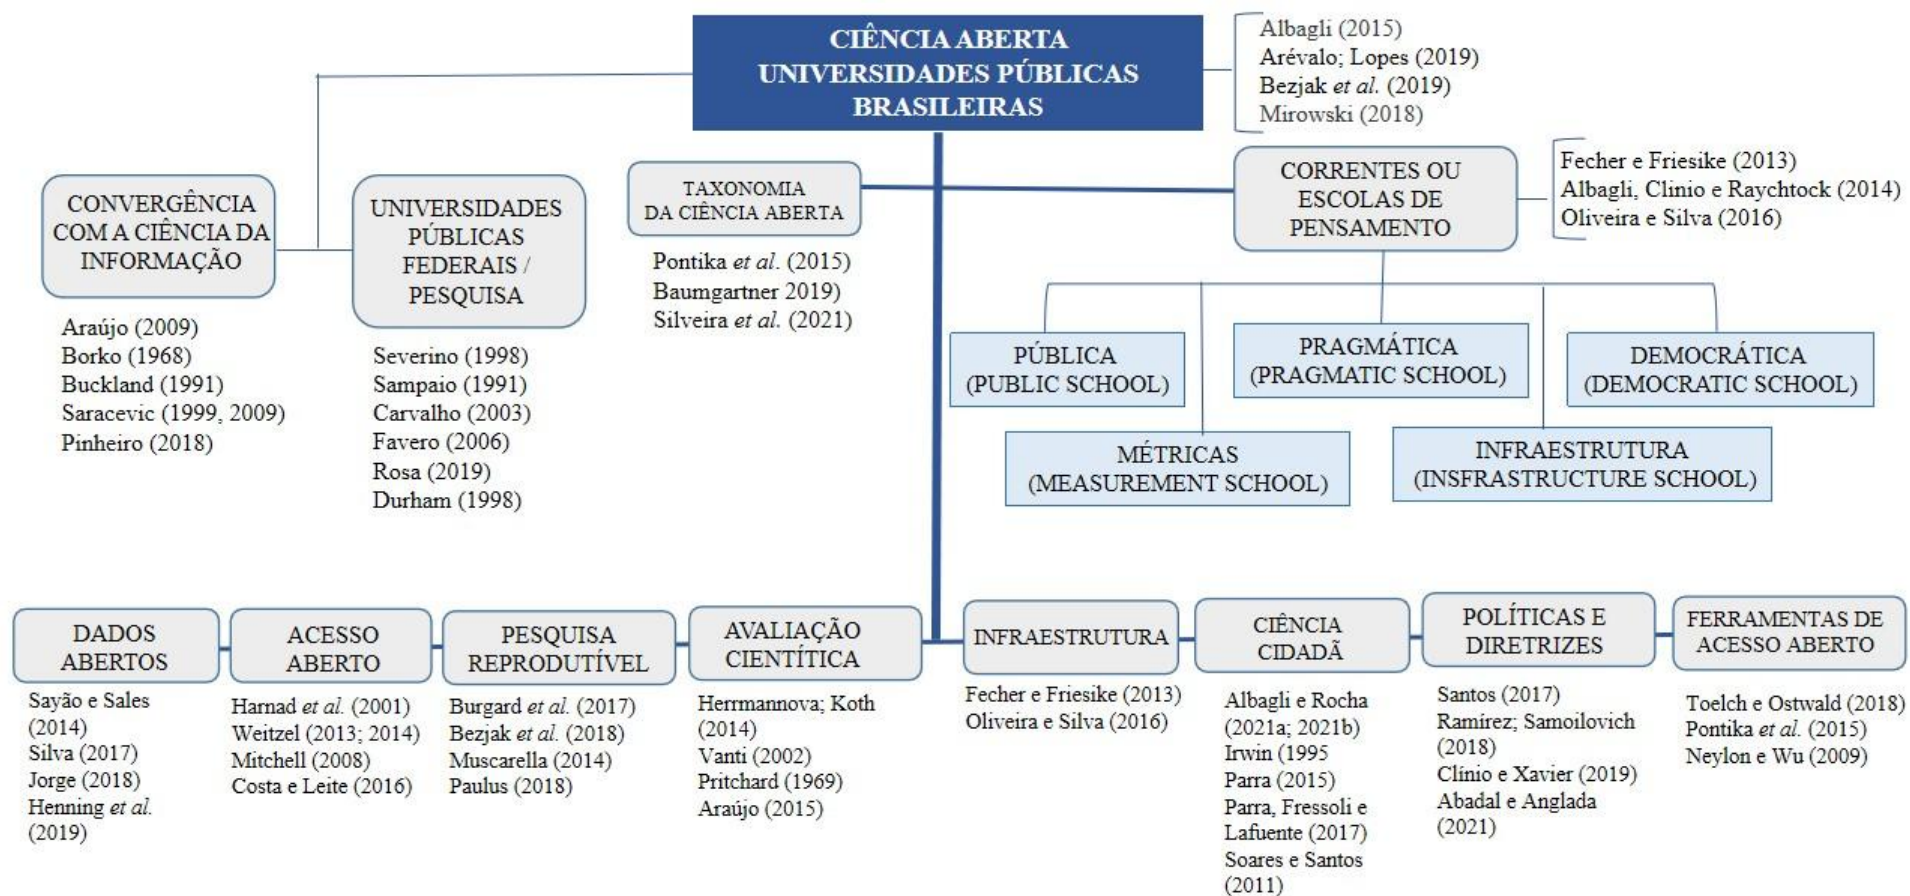 CIÊNCIA ABERTA
UNIVERSIDADES PÚBLICAS
BRASILEIRAS
Albagli (2015)
Arévalo; Lopes (2019)
Bezjak et al. (2019)
Mirowski (2018)
CONVERGÊNCIA
COM A CIÊNCIA DA
INFORMAÇÃO
Araújo (2009)
Borko (1968)
Buckland (1991)
Saracevic (1999, 2009)
Pinheiro (2018)
UNIVERSIDADES
PÚBLICAS
FEDERAIS /
PESQUISA
Severino (1998)
Sampaio (1991)
Carvalho (2003)
Favero (2006)
Rosa (2019)
Durham (1998)
TAXONOMIA
DA CIÊNCIA ABERTA
Pontika et al. (2015)
Baumgartner 2019)
Silveira et al. (2021)
CORRENTES OU
ESCOLAS DE
PENSAMENTO
Fecher e Friesike (2013)
Albagli, Clinio e Raychtock (2014)
Oliveira e Silva (2016)
PÚBLICA
(PUBLIC SCHOOL)
PRAGMÁTICA
(PRAGMATIC SCHOOL)
DEMOCRÁTICA
(DEMOCRATIC SCHOOL)
MÉTRICAS
(MEASUREMENT SCHOOL)
INFRAESTRUTURA
(INSFRASTRUCTURE SCHOOL)
DADOS
ABERTOS
Sayão e Sales
(2014)
Silva (2017)
Jorge (2018)
Henning et al.
(2019)
ACESSO
ABERTO
Harnad et al. (2001)
Weitzel (2013; 2014)
Mitchell (2008)
Costa e Leite (2016)
PESQUISA
REPRODUTÍVEL
Burgard et al. (2017)
Bezjak et al. (2018)
Muscarella (2014)
Paulus (2018)
AVALIAÇÃO
CIENTÍTICA
Herrmannova; Koth
(2014)
Vanti (2002)
Pritchard (1969)
Araújo (2015)
INFRAESTRUTURA
Fecher e Friesike (2013)
Oliveira e Silva (2016)
CIÊNCIA
CIDADÃ
Albagli e Rocha
(2021a; 2021b)
Irwin (1995
Parra (2015)
Parra, Fressoli e
Lafuente (2017)
Soares e Santos
(2011)
POLÍTICAS E
DIRETRIZES
Santos (2017)
Ramírez; Samoilovich
(2018)
Clínio e Xavier (2019)
Abadal e Anglada
(2021)
FERRAMENTAS DE
ACESSO ABERTO
Toelch e Ostwald (2018)
Pontika et al. (2015)
Neylon e Wu (2009)